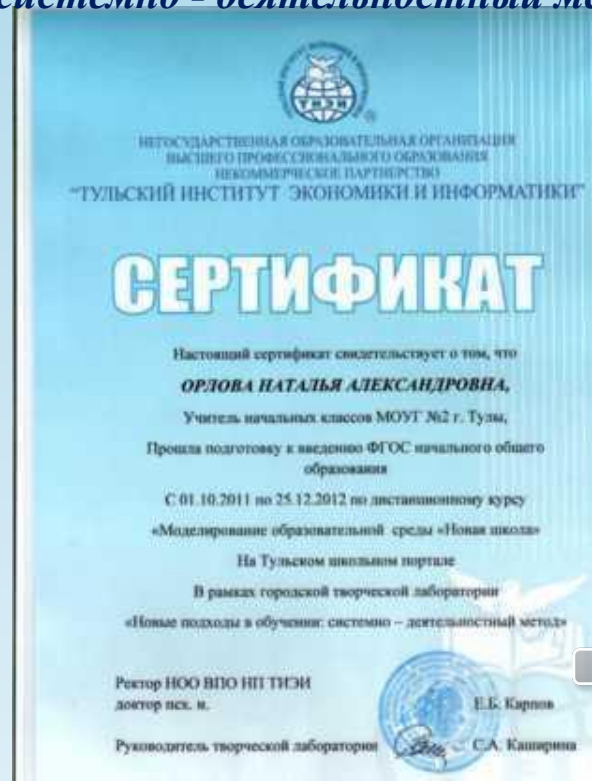 системно - деятельностный ме
ТИЭИ
НЕГОСУДАРСТВЕННАЯ ОБРАЗОВАТЕЛЬНАЯ ОРГАНИЗАЦИЯ
ВЫСШЕГО ПРОФЕССИОНАЛЬНОГО ОБРАЗОВАНИЯ
НЕКОММЕРЧЕСКОЕ ПАРТНЕРСТВО
"ТУЛЬСКИЙ ИНСТИТУТ ЭКОНОМИКИ И ИНФОРМАТИКИ"
СЕРТИФИКАТ
Настоящий сертификат свидетельствует о том, что
ОРЛОВА НАТАЛЬЯ АЛЕКСАНДРОВНА,
Учитель начальных классов МОУГ №2 г. Тулы,
Прошла подготовку к введению ФГОС начального общего
образования
С 01.10.2011 по 25.12.2012 по дистанционному курсу
«Моделирование образовательной среды «Новая школа»
На Тульском школьном портале
В рамках городской творческой лаборатории
«Новые подходы в обучении: системно – деятельностный метод»
Ректор НОО ВПО НП ТИЭИ
доктор пех. н. Е.Б. Карпов
Руководитель творческой лаборатории С.А. Каширина